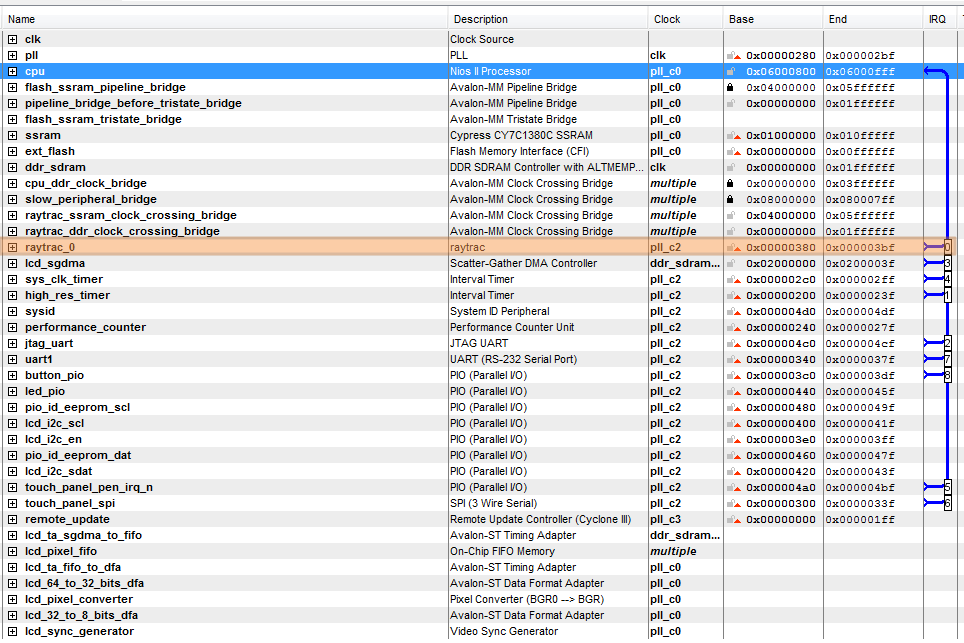 Name Description Clock Base End IRQ
clk Clock Source
pll PLL clk 0x00000280 0x000002bf
cpu Nios II Processor pll_c0 0x06000800 0x06000fff
flash_ssram_pipeline_bridge Avalon-MM Pipeline Bridge pll_c0 0x04000000 0x05ffffff
pipeline_bridge_before_tristate_bridge Avalon-MM Pipeline Bridge pll_c0 0x00000000 0x01ffffff
flash_ssram_tristate_bridge Avalon-MM Tristate Bridge pll_c0
ssram Cypress CY7C1380C SSRAM pll_c0 0x01000000 0x010fffff
ext_flash Flash Memory Interface (CFI) pll_c0 0x00000000 0x00ffffff
ddr_sdram DDR SDRAM Controller with ALTMEMP... clk 0x00000000 0x01ffffff
cpu_ddr_clock_bridge Avalon-MM Clock Crossing Bridge multiple 0x00000000 0x03ffffff
slow_peripheral_bridge Avalon-MM Clock Crossing Bridge multiple 0x08000000 0x080007ff
raytrac_ssram_clock_crossing_bridge Avalon-MM Clock Crossing Bridge multiple 0x04000000 0x05ffffff
raytrac_ddr_clock_crossing_bridge Avalon-MM Clock Crossing Bridge multiple 0x00000000 0x01ffffff
raytrac_0 raytrac pll_c2 0x00000380 0x000003bf 0
lcd_sgdma Scatter-Gather DMA Controller ddr_sdram... 0x02000000 0x0200003f 3
sys_clk_timer Interval Timer pll_c2 0x000002c0 0x000002ff 4
high_res_timer Interval Timer pll_c2 0x00000200 0x0000023f 1
sysid System ID Peripheral pll_c2 0x000004d0 0x000004df
performance_counter Performance Counter Unit pll_c2 0x00000240 0x0000027f
jtag_uart JTAG UART pll_c2 0x000004c0 0x000004cf 2
uart1 UART (RS-232 Serial Port) pll_c2 0x00000340 0x0000037f 7
button_pio PIO (Parallel I/O) pll_c2 0x000003c0 0x000003df 8
led_pio PIO (Parallel I/O) pll_c2 0x00000440 0x0000045f
pio_id_eeprom_scl PIO (Parallel I/O) pll_c2 0x00000480 0x0000049f
lcd_i2c_scl PIO (Parallel I/O) pll_c2 0x00000400 0x0000041f
lcd_i2c_en PIO (Parallel I/O) pll_c2 0x000003e0 0x000003ff
pio_id_eeprom_dat PIO (Parallel I/O) pll_c2 0x00000460 0x0000047f
lcd_i2c_sdat PIO (Parallel I/O) pll_c2 0x00000420 0x0000043f
touch_panel_pen_irq_n PIO (Parallel I/O) pll_c2 0x000004a0 0x000004bf 5
touch_panel_spi SPI (3 Wire Serial) pll_c2 0x00000300 0x0000033f 6
remote_update Remote Update Controller (Cyclone III) pll_c3 0x00000000 0x000001ff
lcd_ta_sgdma_to_fifo Avalon-ST Timing Adapter ddr_sdram...
lcd_pixel_fifo On-Chip FIFO Memory multiple
lcd_ta_fifo_to_dfa Avalon-ST Timing Adapter pll_c0
lcd_64_to_32_bits_dfa Avalon-ST Data Format Adapter pll_c0
lcd_pixel_converter Pixel Converter (BGR0 --> BGR) pll_c0
lcd_32_to_8_bits_dfa Avalon-ST Data Format Adapter pll_c0
lcd_sync_generator Video Sync Generator pll_c0